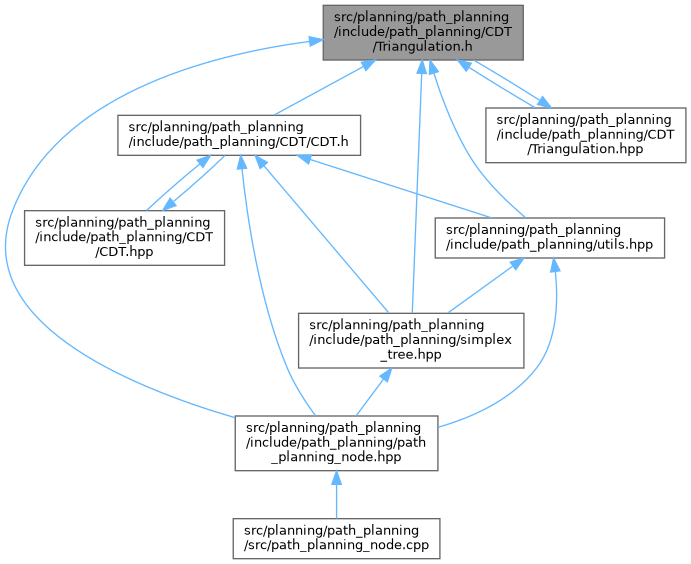 src/planning/path_planning
/include/path_planning/CDT
/Triangulation.h
src/planning/path_planning
/include/path_planning/CDT
/Triangulation.hpp
src/planning/path_planning
/include/path_planning/CDT/CDT.h
src/planning/path_planning
/include/path_planning/CDT
/CDT.hpp
src/planning/path_planning
/include/path_planning/utils.hpp
src/planning/path_planning
/include/path_planning/simplex
_tree.hpp
src/planning/path_planning
/include/path_planning/path
_planning_node.hpp
src/planning/path_planning
/src/path_planning_node.cpp